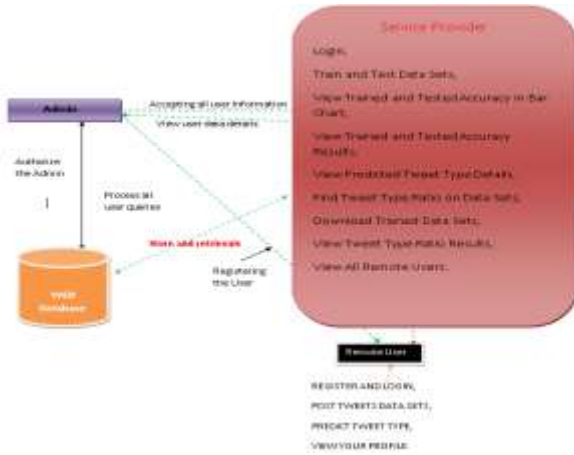 Service Provider
Login,
Train and Test Data Sets,
View Trained and Tested Accuracy in Bar
Chart,
View Trained and Tested Accuracy
Results,
View Predicted Tweet Type Details,
Find Tweet Type Ratio on Data Sets,
Download Trained Data Sets,
View Tweet Type Ratio Results,
View All Remote Users.
Admin
Accepting all user Information
View user data details
Authorize
the Admin
Process all
user queries
Store and retrievals
Registering
the User
WEB
Database
Remote User
REGISTER AND LOGIN,
POST TWEETS DATA SETS,
PREDICT TWEET TYPE,
VIEW YOUR PROFILE.